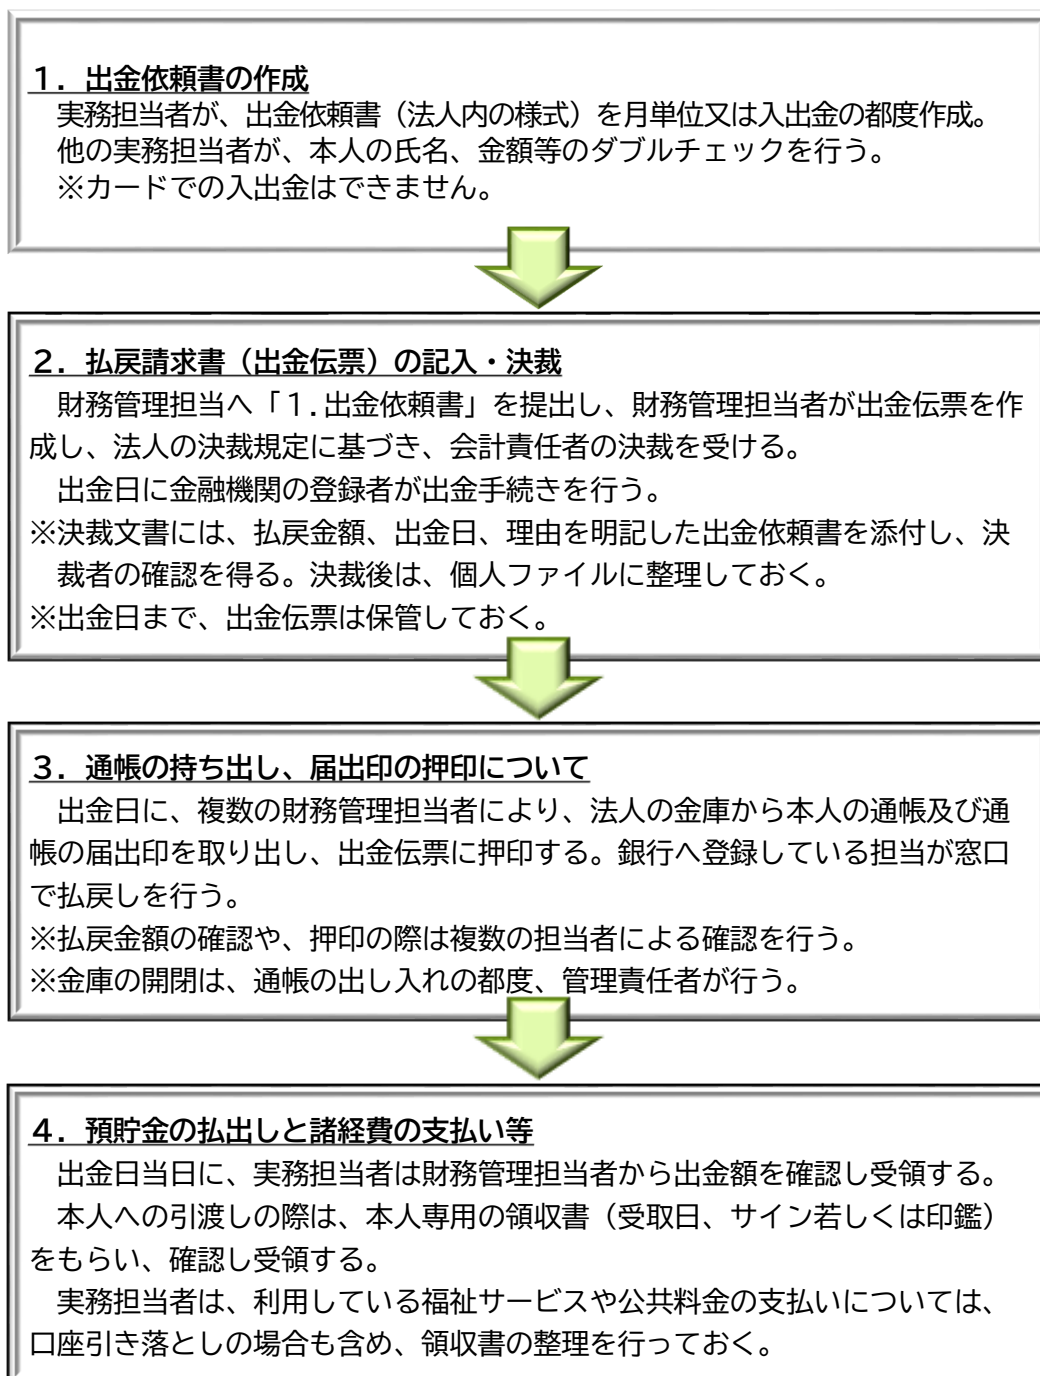 １．出金依頼書の作成
実務担当者が、出金依頼書（法人内の様式）を月単位又は入出金の都度作成。
他の実務担当者が、本人の氏名、金額等のダブルチェックを行う。
※カードでの入出金はできません。
２．払戻請求書（出金伝票）の記入・決裁
財務管理担当へ「１.出金依頼書」を提出し、財務管理担当者が出金伝票を作
成し、法人の決裁規定に基づき、会計責任者の決裁を受ける。
出金日に金融機関の登録者が出金手続きを行う。
※決裁文書には、払戻金額、出金日、理由を明記した出金依頼書を添付し、決
裁者の確認を得る。決裁後は、個人ファイルに整理しておく。
※出金日まで、出金伝票は保管しておく。
３．通帳の持ち出し、届出印の押印について
出金日に、複数の財務管理担当者により、法人の金庫から本人の通帳及び通
帳の届出印を取り出し、出金伝票に押印する。銀行へ登録している担当が窓口
で払戻しを行う。
※払戻金額の確認や、押印の際は複数の担当者による確認を行う。
※金庫の開閉は、通帳の出し入れの都度、管理責任者が行う。
４．預貯金の払出しと諸経費の支払い等
出金日当日に、実務担当者は財務管理担当者から出金額を確認し受領する。
本人への引渡しの際は、本人専用の領収書（受取日、サイン若しくは印鑑）
をもらい、確認し受領する。
実務担当者は、利用している福祉サービスや公共料金の支払いについては、
口座引き落としの場合も含め、領収書の整理を行っておく。